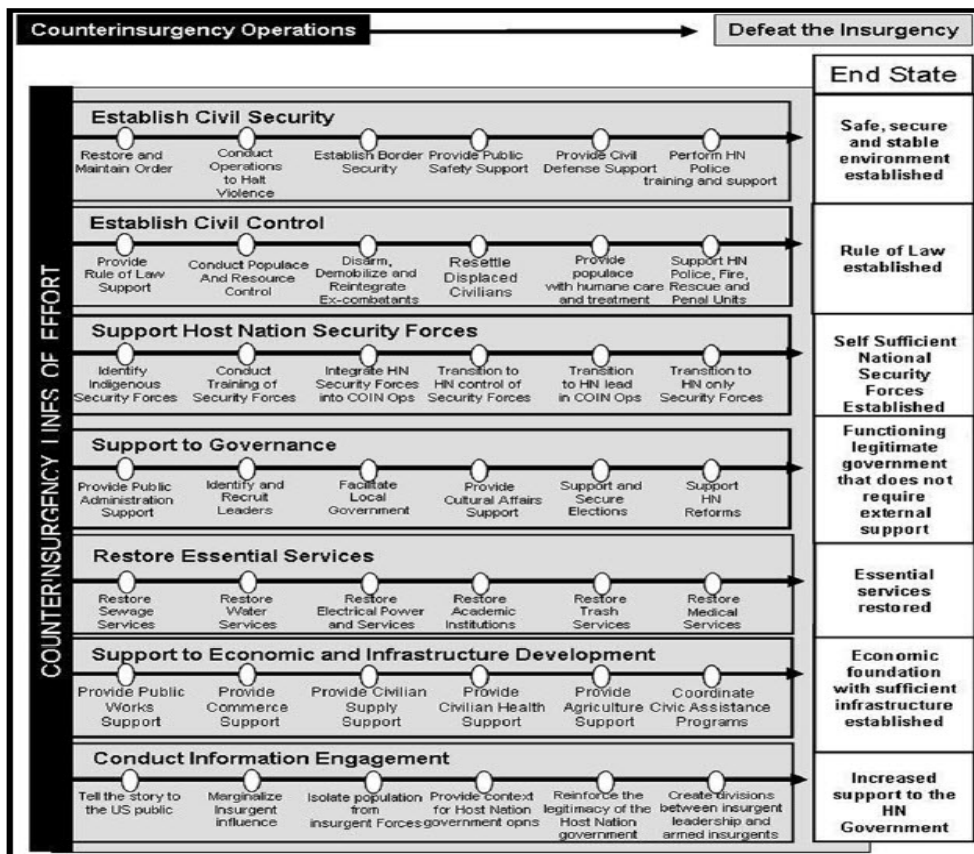 Counterinsurgency Operations
Defeat the Insurgency
End State
COUNTERINSURGENCY LINES OF EFFORT
Establish Civil Security
Restore and
Maintain Order
Conduct
Operations
to Halt
Violence
Establish Border
Security
Provide Public
Safety Support
Provide Civil
Defense Support
Perform HN
Police
training and support
Safe, secure
and stable
environment
established
Establish Civil Control
Provide
Rule of Law
Support
Conduct Populace
And Resource
Control
Disarm,
Demobilize and
Reintegrate
Ex-combatants
Resettle
Displaced
Civilians
Provide
populace
with humane care
and treatment
Support HN
Police, Fire,
Rescue and
Penal Units
Rule of Law
established
Support Host Nation Security Forces
Identify
Indigenous
Security Forces
Conduct
Training of
Security Forces
Integrate HN
Security Forces
into COIN Ops
Transition to
HN control of
Security Forces
Transition
to HN lead
in COIN Ops
Transition to
HN only
Security Forces
Self Sufficient
National
Security
Forces
Established
Support to Governance
Provide Public
Administration
Support
Identify and
Recruit
Leaders
Facilitate
Local
Government
Provide
Cultural Affairs
Support
Support and
Secure
Elections
Support
HN
Reforms
Functioning
legitimate
government
that does not
require
external
support
Restore Essential Services
Restore
Sewage
Services
Restore
Water
Services
Restore
Electrical Power
and Services
Restore
Academic
Institutions
Restore
Trash
Services
Restore
Medical
Services
Essential
services
restored
Support to Economic and Infrastructure Development
Provide Public
Works
Support
Provide
Commerce
Support
Provide Civilian
Supply
Support
Provide
Civilian Health
Support
Provide
Agriculture
Support
Coordinate
Civic Assistance
Programs
Economic
foundation
with sufficient
infrastructure
established
Conduct Information Engagement
Tell the story to
the US public
Marginalize
Insurgent
influence
Isolate population
from
insurgent Forces
Provide context
for Host Nation
government opns
Reinforce the
legitimacy of the
Host Nation
government
Create divisions
between insurgent
leadership and
armed insurgents
Increased
support to the
HN
Government